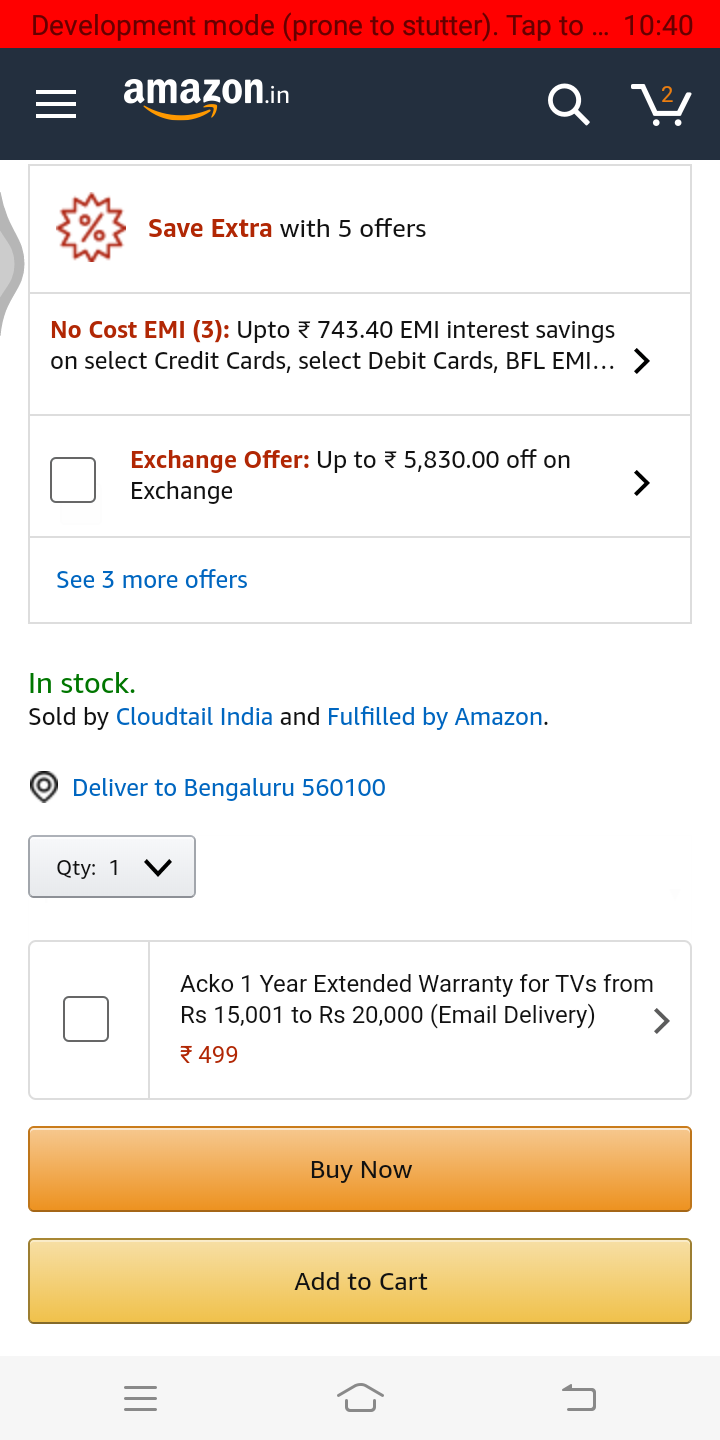 Development mode (prone to stutter). Tap to ... 10:40
amazon.in
2
Save Extra with 5 offers
No Cost EMI (3): Upto ₹ 743.40 EMI interest savings
on select Credit Cards, select Debit Cards, BFL EMI...
Exchange Offer: Up to ₹ 5,830.00 off on
Exchange
See 3 more offers
In stock.
Sold by Cloudtail India and Fulfilled by Amazon.
Deliver to Bengaluru 560100
Qty: 1
Acko 1 Year Extended Warranty for TVs from
Rs 15,001 to Rs 20,000 (Email Delivery)
₹ 499
Buy Now
Add to Cart